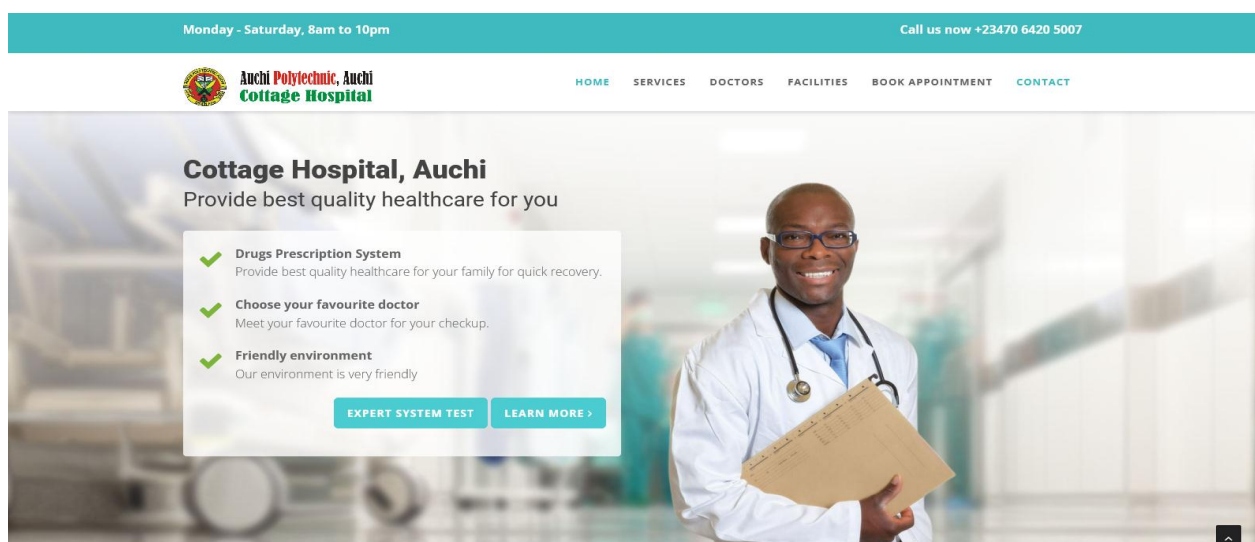 Monday - Saturday, 8am to 10pm
Call us now +23470 6420 5007
Auchi Polytechnic, Auchi
Cottage Hospital
HOME SERVICES DOCTORS FACILITIES BOOK APPOINTMENT CONTACT
Cottage Hospital, Auchi
Provide best quality healthcare for you
Drugs Prescription System
Provide best quality healthcare for your family for quick recovery.
Choose your favourite doctor
Meet your favourite doctor for your checkup.
Friendly environment
Our environment is very friendly
EXPERT SYSTEM TEST LEARN MORE ›